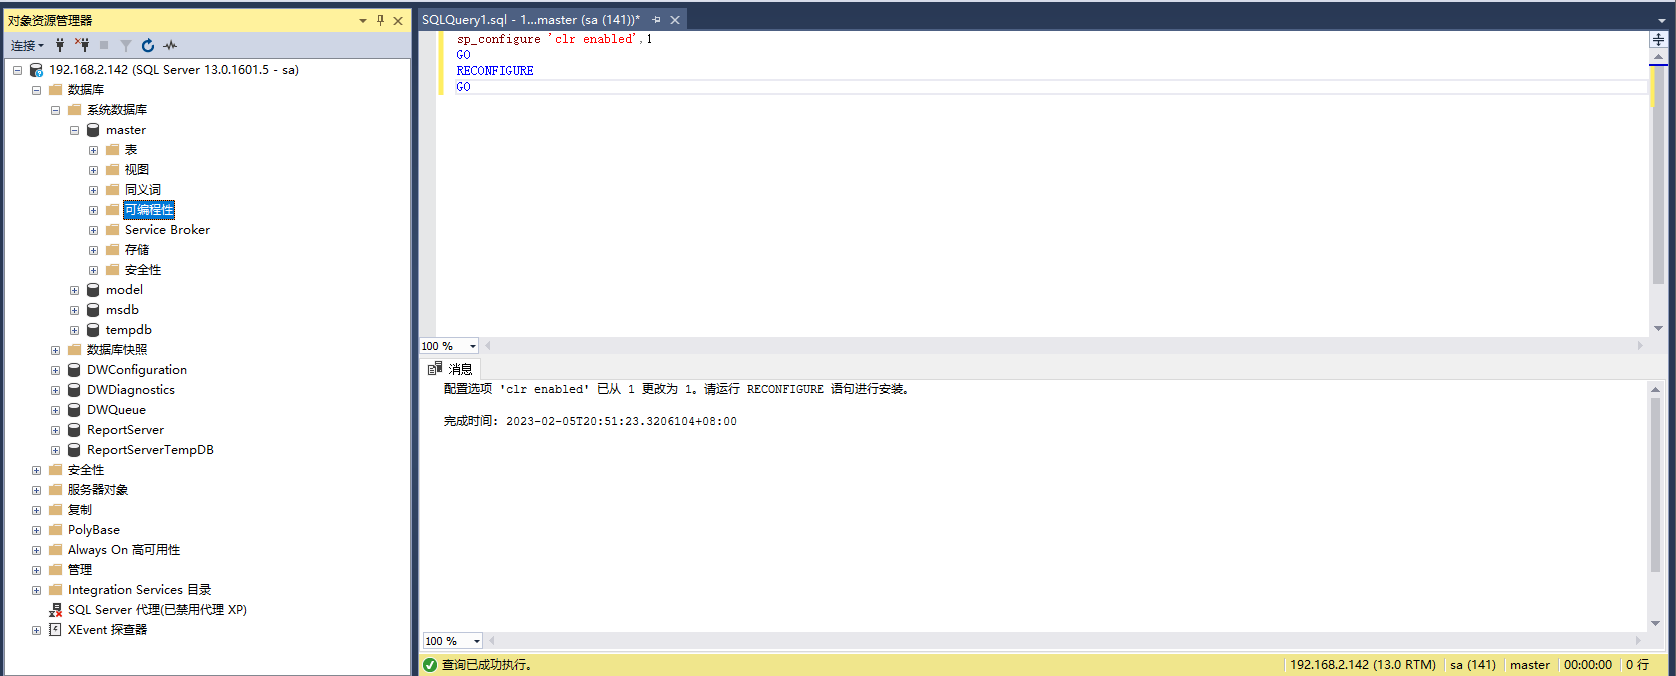 对象资源管理器
连接
192.168.2.142 (SQL Server 13.0.1601.5 - sa)
数据库
系统数据库
master
表
视图
同义词
可编程性
Service Broker
存储
安全性
model
msdb
tempdb
数据库快照
DWConfiguration
DWDiagnostics
DWQueue
ReportServer
ReportServerTempDB
安全性
服务器对象
复制
PolyBase
Always On 高可用性
管理
Integration Services 目录
SQL Server 代理(已禁用代理 XP)
XEvent 探查器
SQLQuery1.sql - 1...master (sa (141))*
sp_configure 'clr enabled',1
GO
RECONFIGURE
GO
100 %
消息
配置选项 'clr enabled' 已从 1 更改为 1。请运行 RECONFIGURE 语句进行安装。
完成时间: 2023-02-05T20:51:23.3206104+08:00
100 %
查询已成功执行。
192.168.2.142 (13.0 RTM)
sa (141)
master
00:00:00
0 行